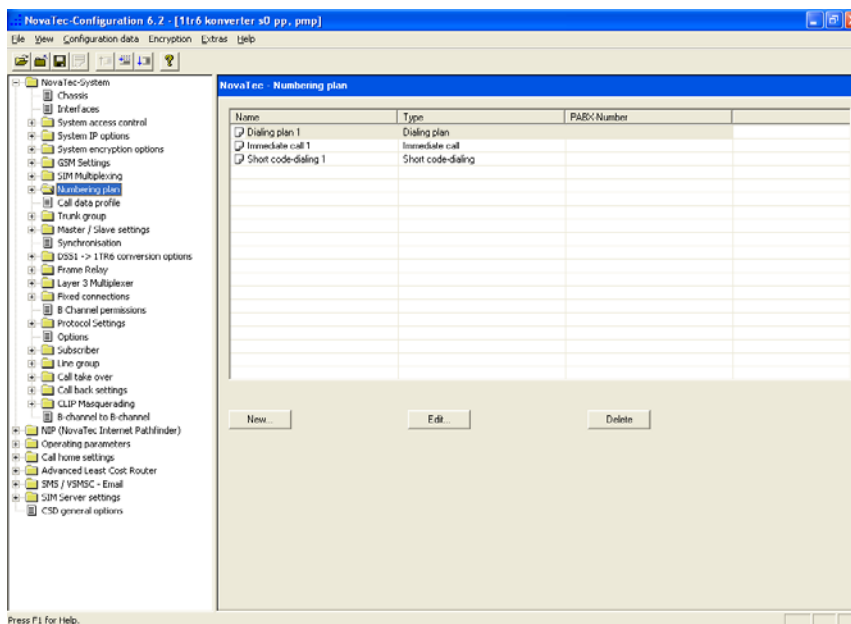 NovaTec-Configuration 6.2 - [1tr6 konverter s0 pp, pmp]
File View Configuration data Encryption Extras Help
NovaTec-System
Chassis
Interfaces
System access control
System IP options
System encryption options
GSM Settings
SIM Multiplexing
Numbering plan
Call data profile
Trunk group
Master / Slave settings
Synchronisation
DSS1 -> 1TR6 conversion options
Frame Relay
Layer 3 Multiplexer
Fixed connections
B Channel permissions
Protocol Settings
Options
Subscriber
Line group
Call take over
Call back settings
CLIP Masquerading
B-channel to B-channel
NIP (NovaTec Internet Pathfinder)
Operating parameters
Call home settings
Advanced Least Cost Router
SMS / VSMSC - Email
SIM Server settings
CSD general options
NovaTec - Numbering plan
Name Type PABX-Number
Dialing plan 1 Dialing plan
Immediate call 1 Immediate call
Short code-dialing 1 Short code-dialing
New... Edit... Delete
Press F1 for Help.